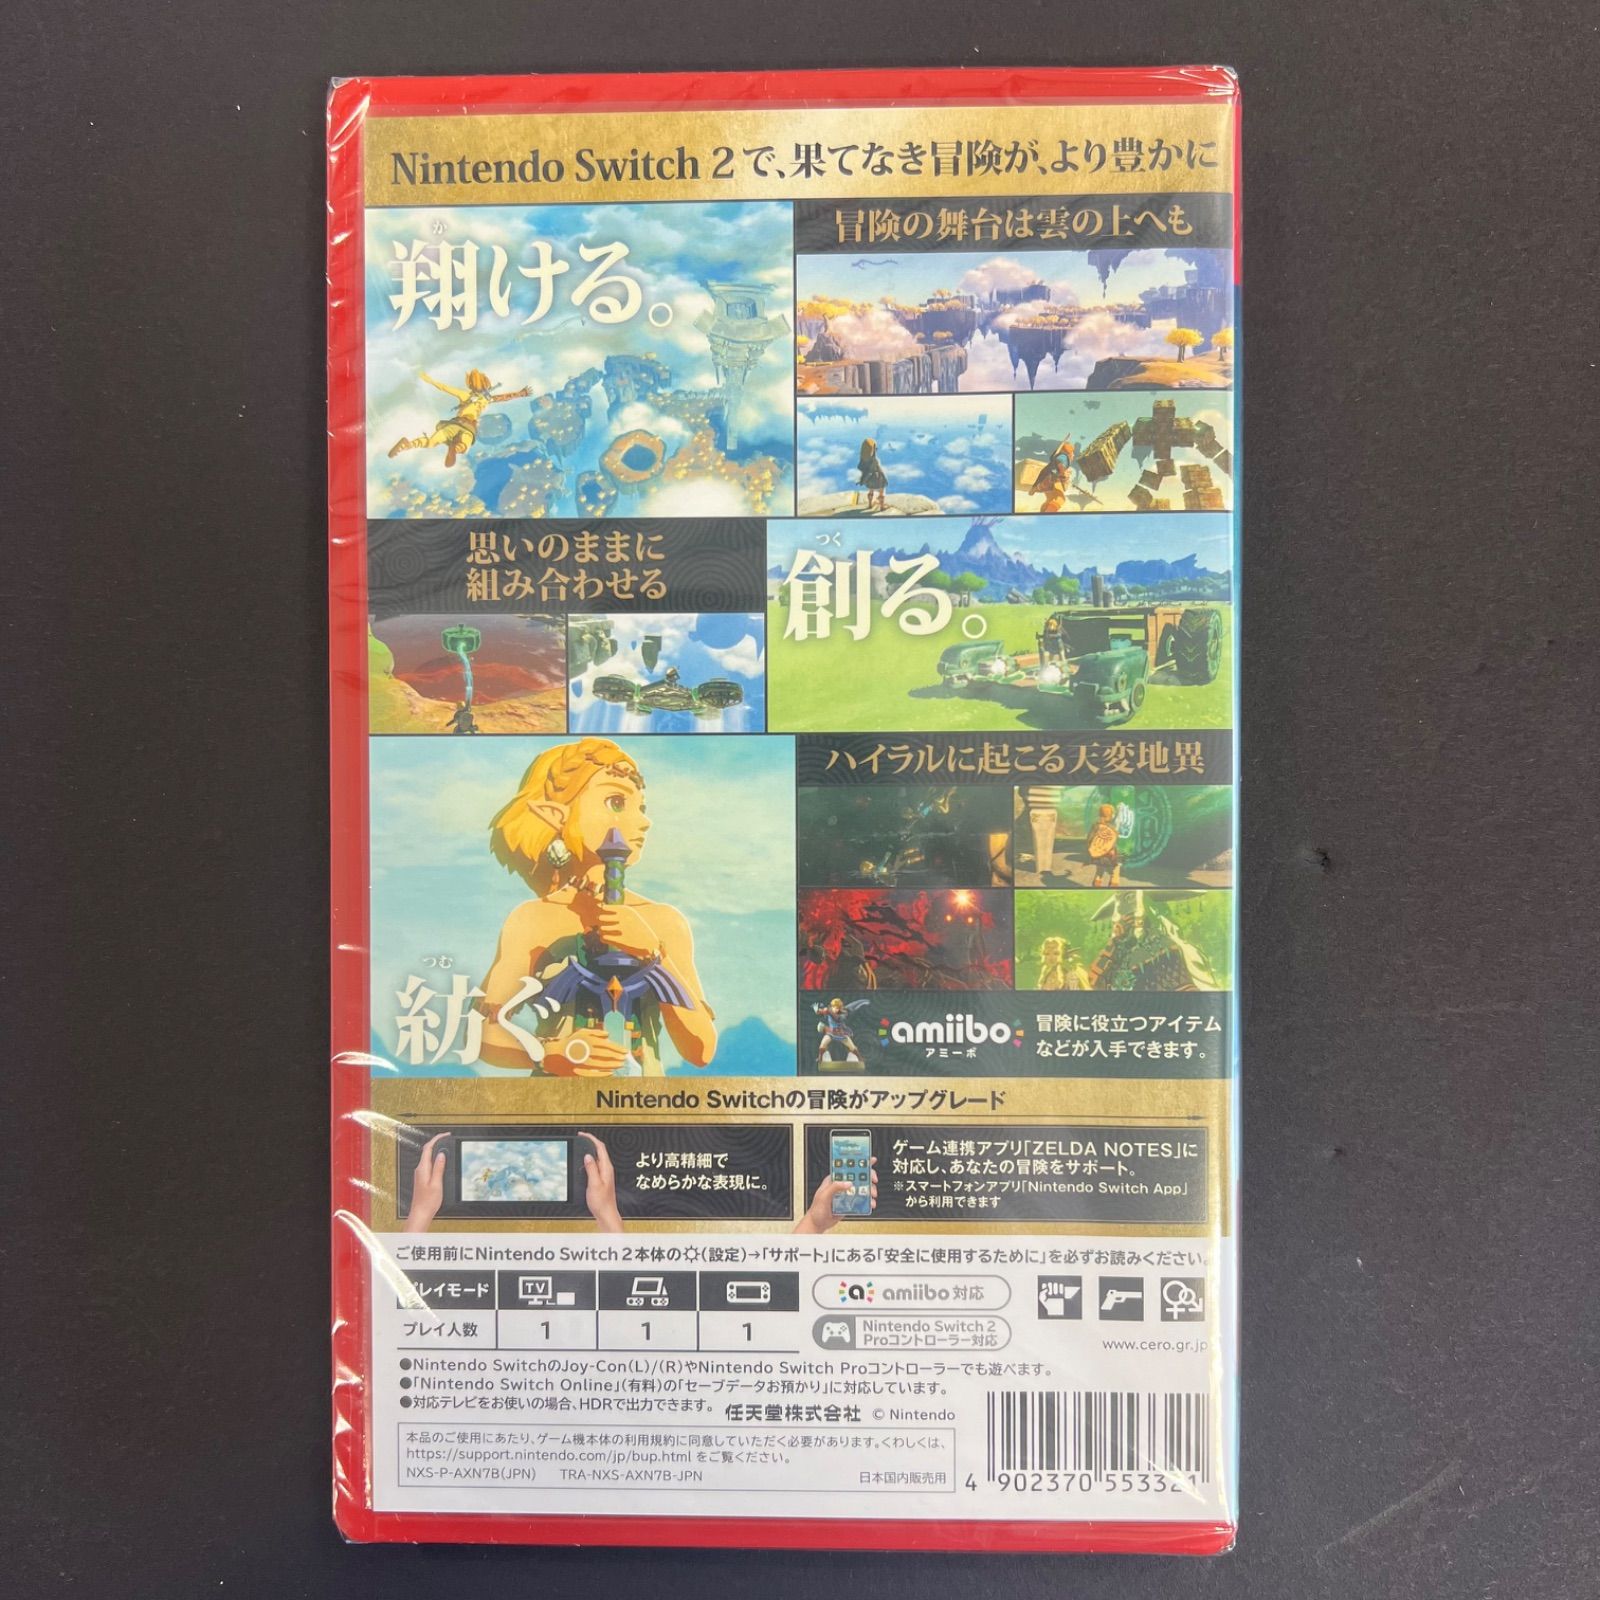 Nintendo Switch 2で、果てなき冒険が、より豊かに
か
翔ける。
冒険の舞台は雲の上へも
思いのままに
組み合わせる
つく
創る。
ハイラルに起こる天変地異
つむ
紡ぐ。
amiibo
アミーボ
冒険に役立つアイテム
などが入手できます。
Nintendo Switchの冒険がアップグレード
より高精細で
なめらかな表現に。
ゲーム連携アプリ「ZELDA NOTES」に
対応し、あなたの冒険をサポート。
※スマートフォンアプリ「Nintendo Switch App」
から利用できます
ご使用前にNintendo Switch 2本体の(設定)→「サポート」にある「安全に使用するために」を必ずお読みください。
プレイモード TV
プレイ人数 1 1 1
amiibo対応
Nintendo Switch 2
Proコントローラー対応
www.cero.gr.jp
●Nintendo SwitchのJoy-Con(L)/(R)やNintendo Switch Proコントローラーでも遊べます。
●「Nintendo Switch Online」(有料)の「セーブデータお預かり」に対応しています。
●対応テレビをお使いの場合、HDRで出力できます。
任天堂株式会社 © Nintendo
本品のご使用にあたり、ゲーム機本体の利用規約に同意していただく必要があります。くわしくは、
https://support.nintendo.com/jp/bup.html をご覧ください。
NXS-P-AXN7B(JPN) TRA-NXS-AXN7B-JPN 日本国内販売用
4 902370 553321